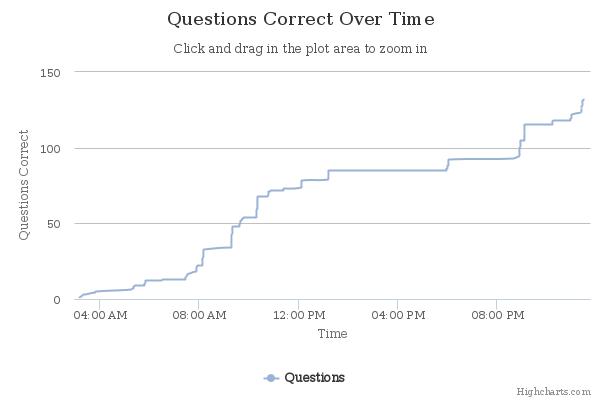 Questions Correct Over Time
Click and drag in the plot area to zoom in
Questions Correct
150
100
50
0
04:00 AM 08:00 AM 12:00 PM 04:00 PM 08:00 PM
Time
Questions
Highcharts.com